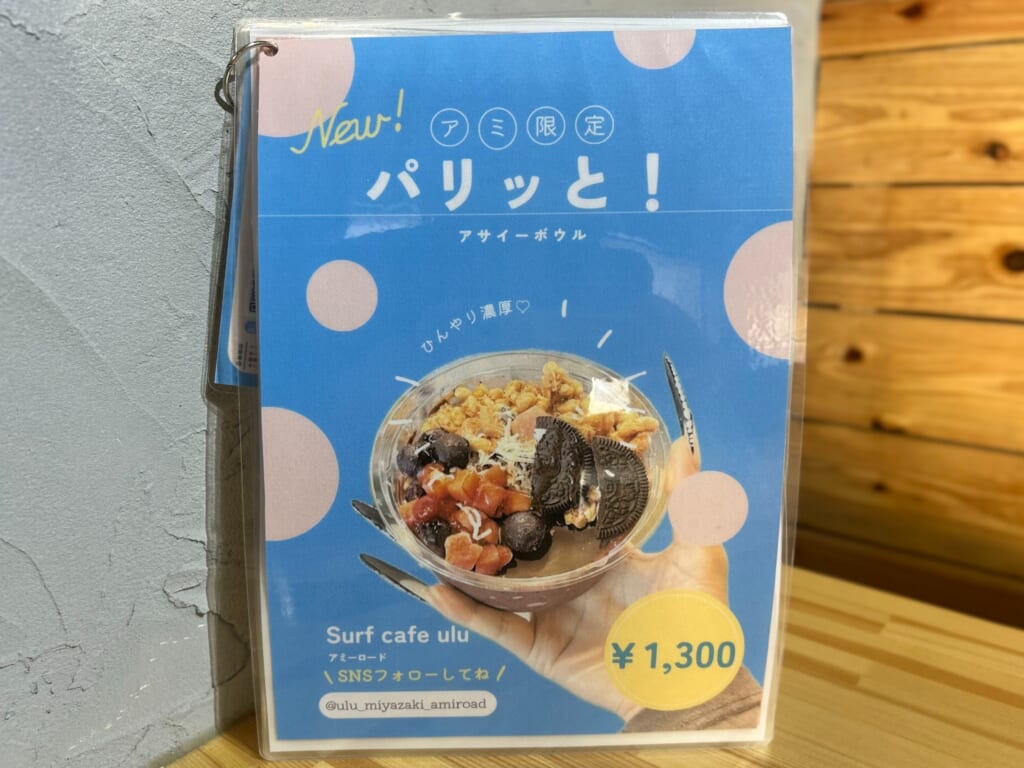 New!
アミ限定
パリッと!
アサイーボウル
ひんやり濃厚♡
Surf cafe ulu
アミーロード
\ SNSフォローしてね /
@ulu_miyazaki_amiroad
¥1,300